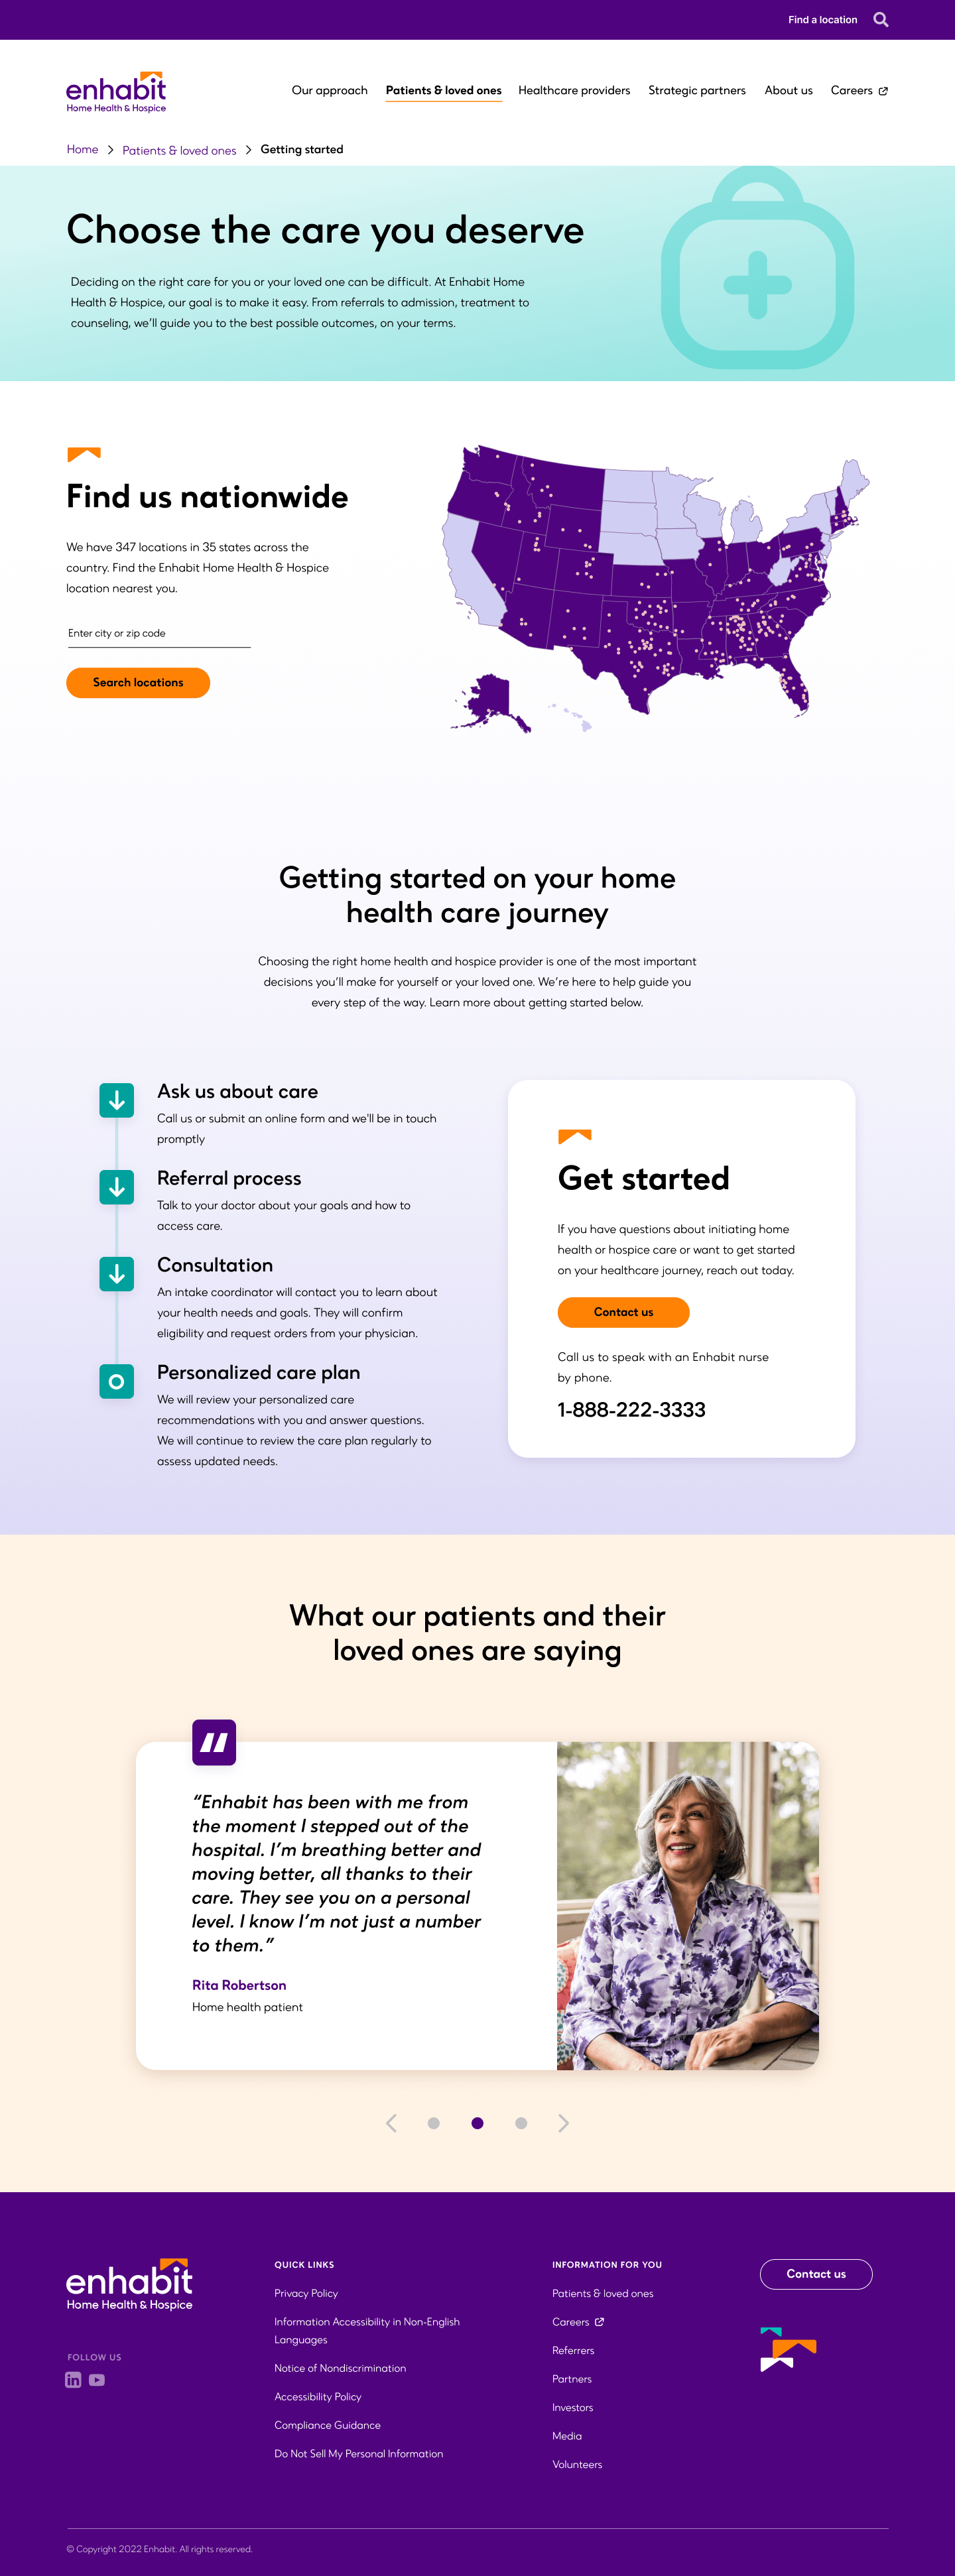 Find a location
enhabit
Home Health & Hospice
Our approach
Patients & loved ones
Healthcare providers
Strategic partners
About us
Careers
Home
Patients & loved ones
Getting started
Choose the care you deserve
Deciding on the right care for you or your loved one can be difficult. At Enhabit Home
Health & Hospice, our goal is to make it easy. From referrals to admission, treatment to
counseling, we’ll guide you to the best possible outcomes, on your terms.
Find us nationwide
We have 347 locations in 35 states across the
country. Find the Enhabit Home Health & Hospice
location nearest you.
Enter city or zip code
Search locations
Getting started on your home
health care journey
Choosing the right home health and hospice provider is one of the most important
decisions you’ll make for yourself or your loved one. We’re here to help guide you
every step of the way. Learn more about getting started below.
Ask us about care
Call us or submit an online form and we'll be in touch
promptly
Referral process
Talk to your doctor about your goals and how to
access care.
Consultation
An intake coordinator will contact you to learn about
your health needs and goals. They will confirm
eligibility and request orders from your physician.
Personalized care plan
We will review your personalized care
recommendations with you and answer questions.
We will continue to review the care plan regularly to
assess updated needs.
Get started
If you have questions about initiating home
health or hospice care or want to get started
on your healthcare journey, reach out today.
Contact us
Call us to speak with an Enhabit nurse
by phone.
1-888-222-3333
What our patients and their
loved ones are saying
“Enhabit has been with me from
the moment I stepped out of the
hospital. I’m breathing better and
moving better, all thanks to their
care. They see you on a personal
level. I know I’m not just a number
to them.”
Rita Robertson
Home health patient
enhabit
Home Health & Hospice
FOLLOW US
in
QUICK LINKS
Privacy Policy
Information Accessibility in Non-English
Languages
Notice of Nondiscrimination
Accessibility Policy
Compliance Guidance
Do Not Sell My Personal Information
INFORMATION FOR YOU
Patients & loved ones
Careers
Referrers
Partners
Investors
Media
Volunteers
Contact us
© Copyright 2022 Enhabit. All rights reserved.